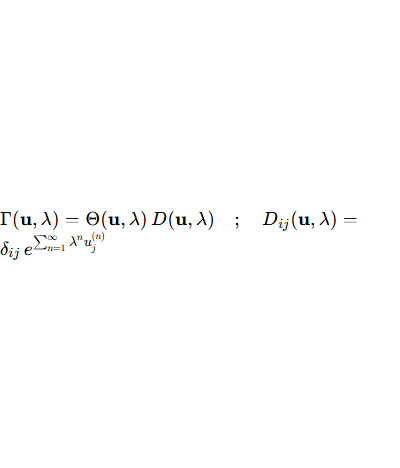 Γ(𝐮, λ) = Θ(𝐮, λ) D(𝐮, λ) ; D_{ij}(𝐮, λ) =
δ_{ij} e^{∑_{n=1}^{∞} λ^n u_j^{(n)}}